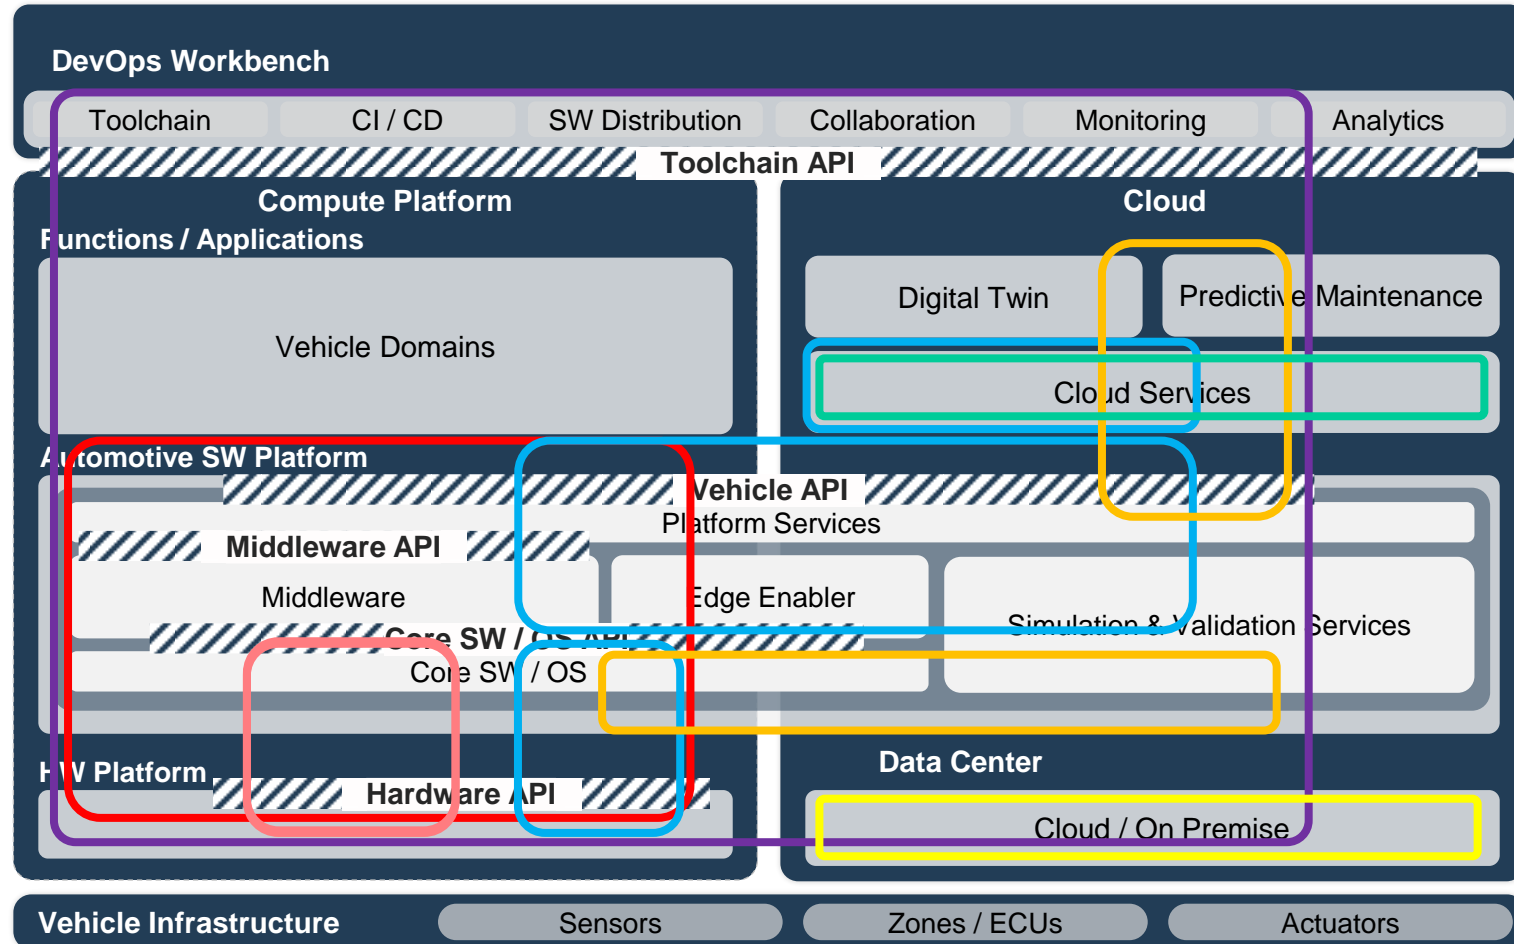 DevOps Workbench
Toolchain
CI / CD
SW Distribution
Collaboration
Monitoring
Analytics
Toolchain API
Compute Platform
Cloud
Functions / Applications
Vehicle Domains
Digital Twin
Predictive Maintenance
Cloud Services
Automotive SW Platform
Vehicle API
Platform Services
Middleware API
Middleware
Edge Enabler
Simulation & Validation Services
Core SW / OS API
Core SW / OS
HW Platform
Hardware API
Data Center
Cloud / On Premise
Vehicle Infrastructure
Sensors
Zones / ECUs
Actuators